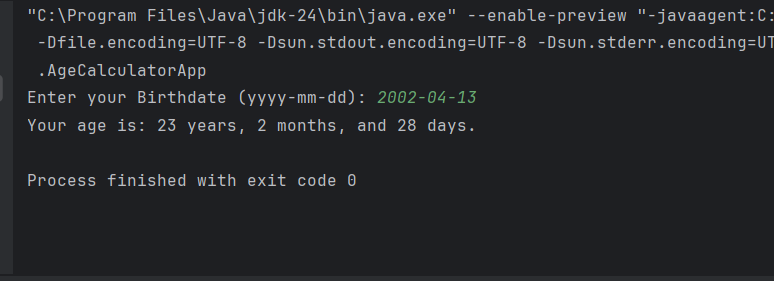 "C:\Program Files\Java\jdk-24\bin\java.exe" --enable-preview "-javaagent:C:
-Dfile.encoding=UTF-8 -Dsun.stdout.encoding=UTF-8 -Dsun.stderr.encoding=UT
.AgeCalculatorApp
Enter your Birthdate (yyyy-mm-dd): 2002-04-13
Your age is: 23 years, 2 months, and 28 days.
Process finished with exit code 0